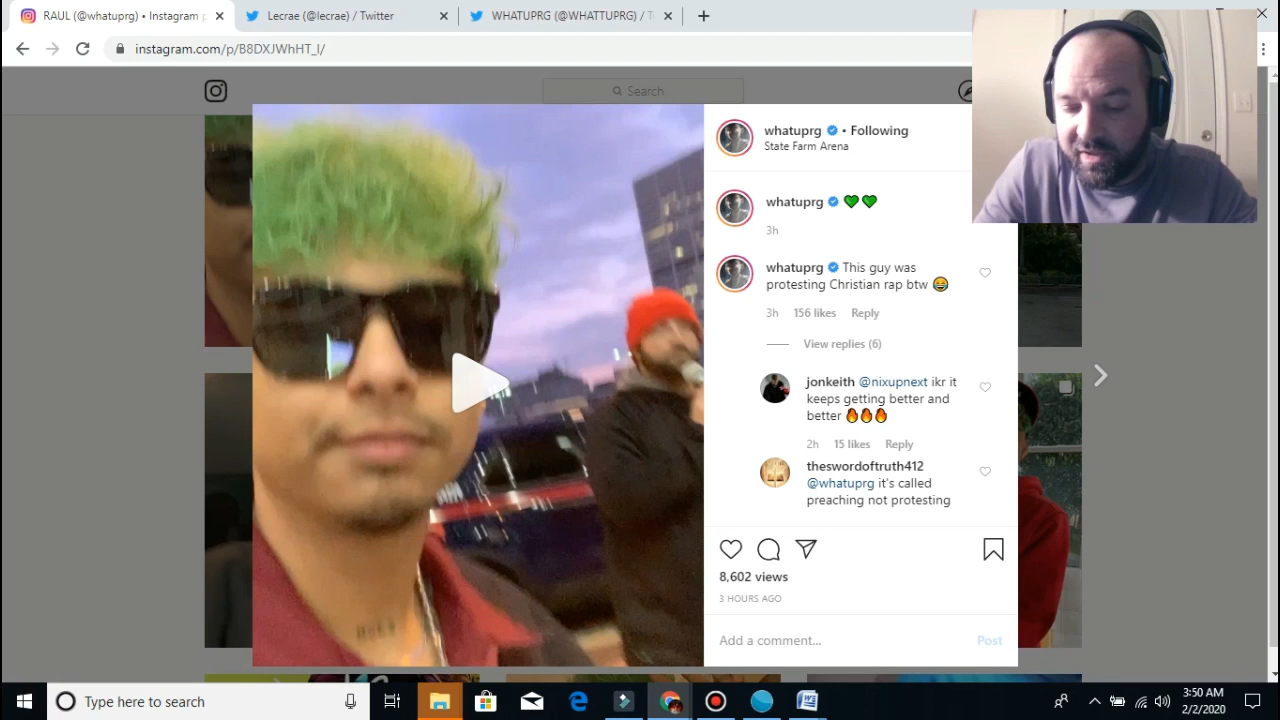 RAUL (@whatuprg) • Instagram p
Lecrae (@lecrae) / Twitter
WHATUPRG (@WHATTUPRG) / T
instagram.com/p/B8DXJWhHT_l/
Search
whatuprg • Following
State Farm Arena
whatuprg 💚💚
3h
whatuprg This guy was
protesting Christian rap btw 😂
3h 156 likes Reply
View replies (6)
jonkeith @nixupnext ikr it
keeps getting better and
better 🔥🔥🔥
2h 15 likes Reply
theswordoftruth412
@whatuprg it's called
preaching not protesting
8,602 views
3 HOURS AGO
Add a comment...
Post
Type here to search
3:50 AM
2/2/2020